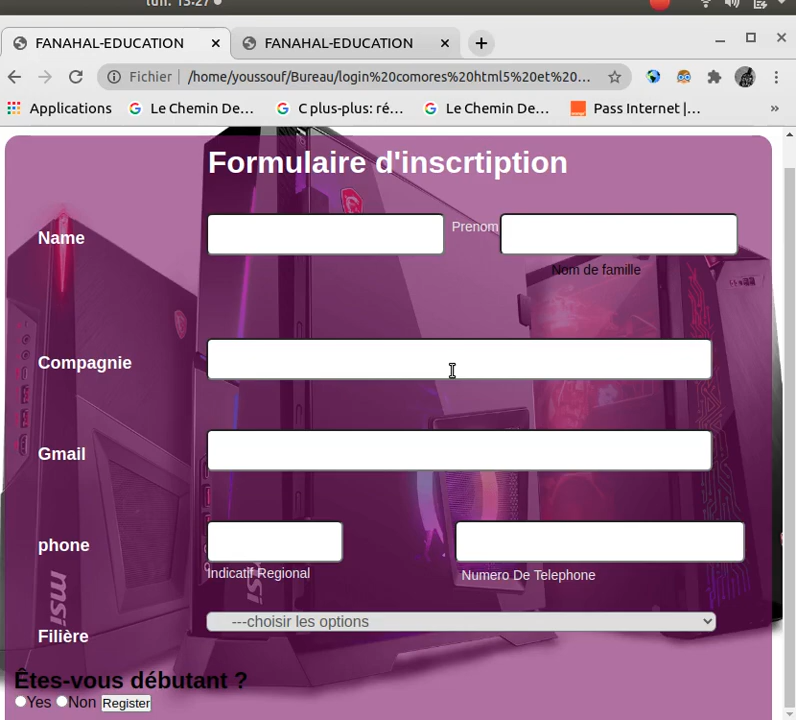 lun. 13:27
FANAHAL-EDUCATION FANAHAL-EDUCATION
Fichier | /home/youssouf/Bureau/login%20comores%20html5%20et%20...
Applications Le Chemin De... C plus-plus: ré... Le Chemin De... Pass Internet |... »
Formulaire d'inscrtiption
Name Prenom
Nom de famille
Compagnie
Gmail
phone
Indicatif Regional Numero De Telephone
Filière ---choisir les options
Êtes-vous débutant ?
Yes Non Register
msi msi